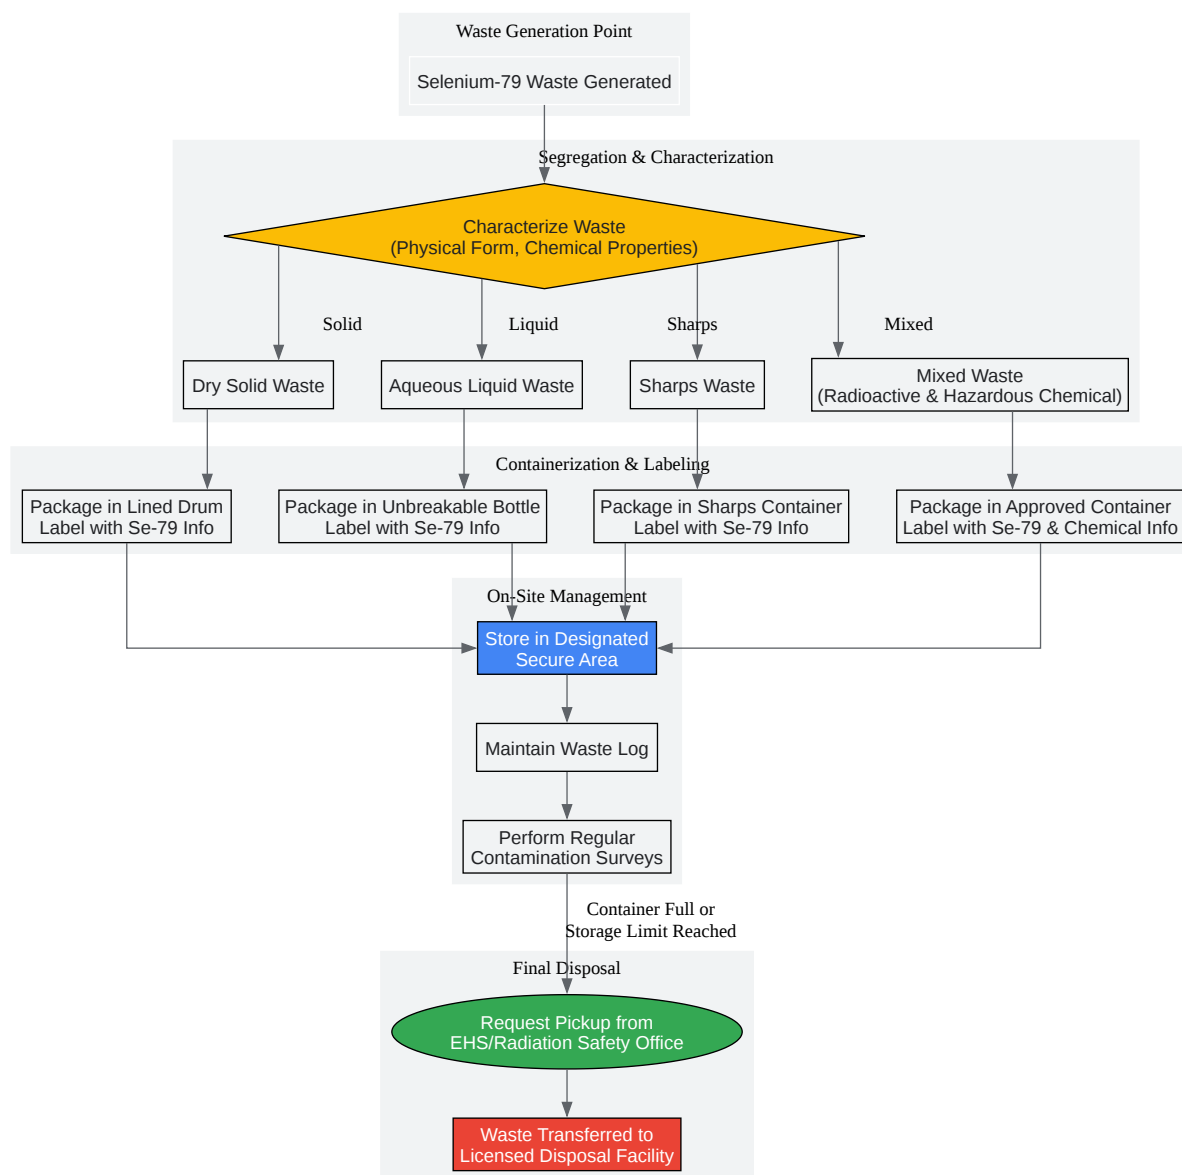 Waste Generation Point
Selenium-79 Waste Generated
Segregation & Characterization
Characterize Waste
(Physical Form, Chemical Properties)
Solid
Liquid
Sharps
Mixed
Dry Solid Waste
Aqueous Liquid Waste
Sharps Waste
Mixed Waste
(Radioactive & Hazardous Chemical)
Containerization & Labeling
Package in Lined Drum
Label with Se-79 Info
Package in Unbreakable Bottle
Label with Se-79 Info
Package in Sharps Container
Label with Se-79 Info
Package in Approved Container
Label with Se-79 & Chemical Info
On-Site Management
Store in Designated
Secure Area
Maintain Waste Log
Perform Regular
Contamination Surveys
Container Full or
Storage Limit Reached
Final Disposal
Request Pickup from
EHS/Radiation Safety Office
Waste Transferred to
Licensed Disposal Facility